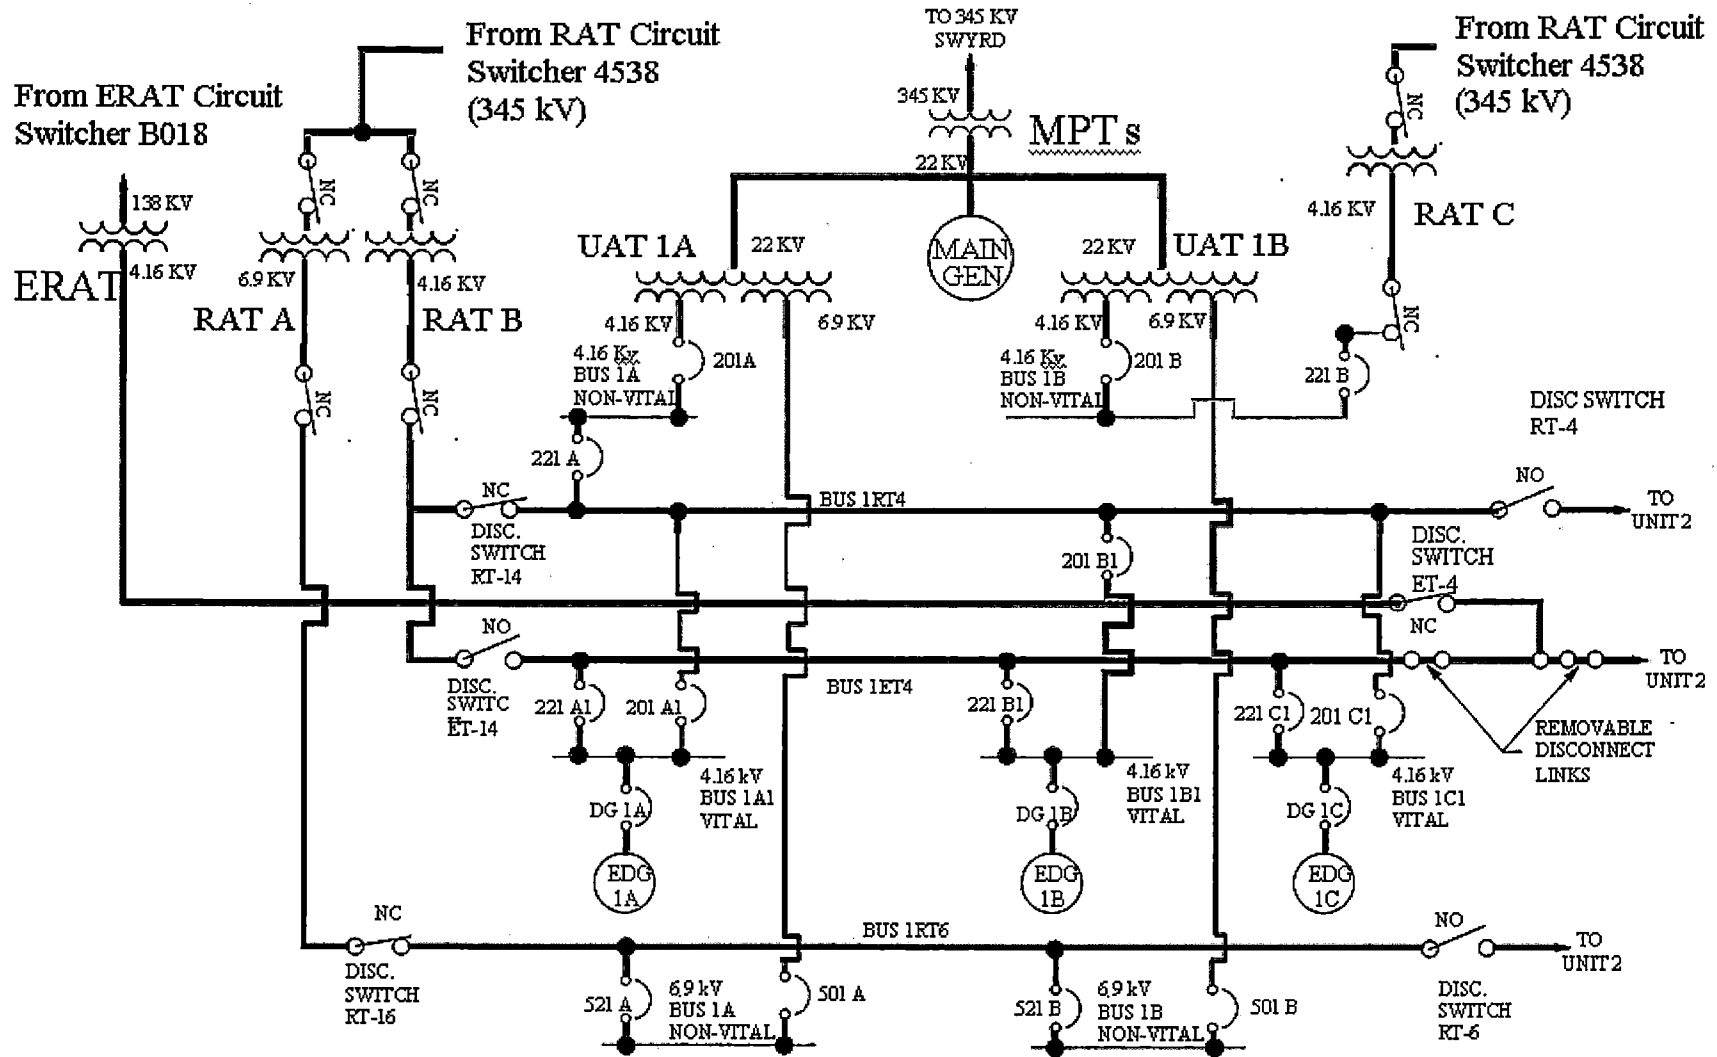 TO 345 KV
SWYRD
From RAT Circuit
Switcher 4538
(345 kV)
From RAT Circuit
Switcher 4538
(345 kV)
From ERAT Circuit
Switcher B018
345 KV
MPT s
22 KV
NC
NC
NC
138 KV
4.16 KV
ERAT
6.9 KV
RAT A
4.16 KV
RAT B
UAT 1A
22 KV
MAIN
GEN
22 KV
UAT 1B
4.16 KV
RAT C
4.16 KV
6.9 KV
4.16 KV
6.9 KV
NC
NC
NC
4.16 Kv
BUS 1A
NON-VITAL
201A
4.16 Kv
BUS 1B
NON-VITAL
201 B
221 B
DISC SWITCH
RT-4
221 A
NC
DISC.
SWITCH
RT-14
BUS 1RT4
NO
TO
UNIT 2
201 B1
DISC.
SWITCH
ET-4
NC
NO
DISC.
SWITC
H
ET-14
BUS 1ET4
TO
UNIT 2
221 A1
201 A1
221 B1
221 C1
201 C1
REMOVABLE
DISCONNECT
LINKS
4.16 kV
BUS 1A1
VITAL
4.16 kV
BUS 1B1
VITAL
4.16 kV
BUS 1C1
VITAL
DG 1A
DG 1B
DG 1C
EDG
1A
EDG
1B
EDG
1C
NC
DISC.
SWITCH
RT-16
BUS 1RT6
NO
TO
UNIT 2
DISC.
SWITCH
RT-6
521 A
6.9 kV
BUS 1A
NON-VITAL
501 A
521 B
6.9 kV
BUS 1B
NON-VITAL
501 B